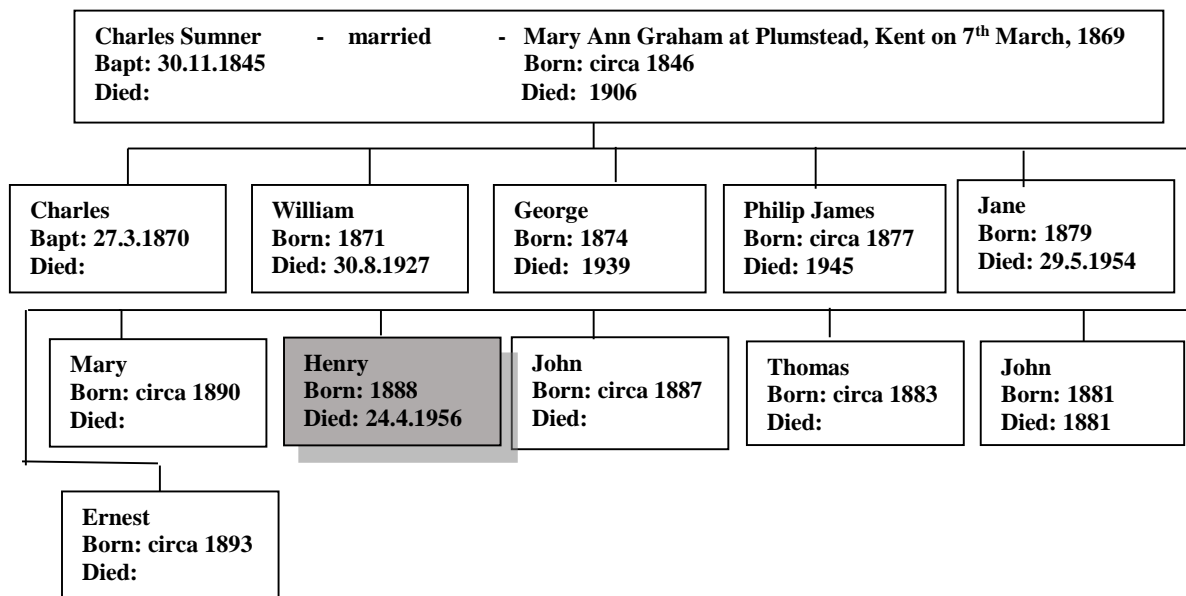 Charles Sumner - married - Mary Ann Graham at Plumstead, Kent on 7th March, 1869
Bapt: 30.11.1845 Born: circa 1846
Died: Died: 1906
Charles
Bapt: 27.3.1870
Died:
William
Born: 1871
Died: 30.8.1927
George
Born: 1874
Died: 1939
Philip James
Born: circa 1877
Died: 1945
Jane
Born: 1879
Died: 29.5.1954
Mary
Born: circa 1890
Died:
Henry
Born: 1888
Died: 24.4.1956
John
Born: circa 1887
Died:
Thomas
Born: circa 1883
Died:
John
Born: 1881
Died: 1881
Ernest
Born: circa 1893
Died: